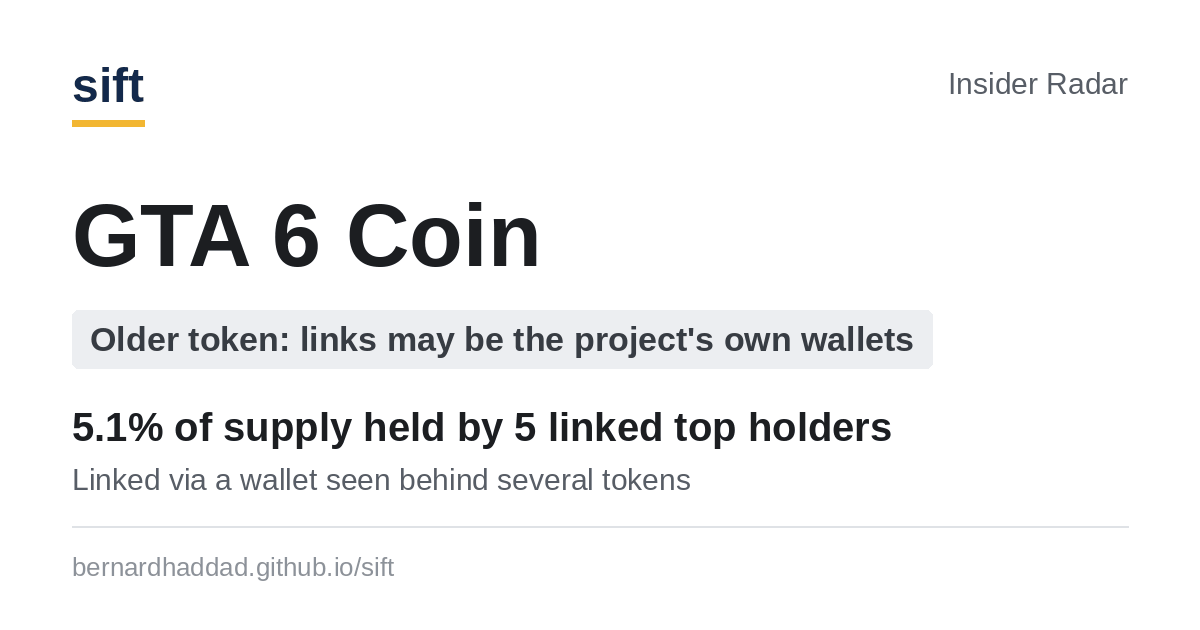 sift
Insider Radar
GTA 6 Coin
Older token: links may be the project's own wallets
5.1% of supply held by 5 linked top holders
Linked via a wallet seen behind several tokens
bernardhaddad.github.io/sift